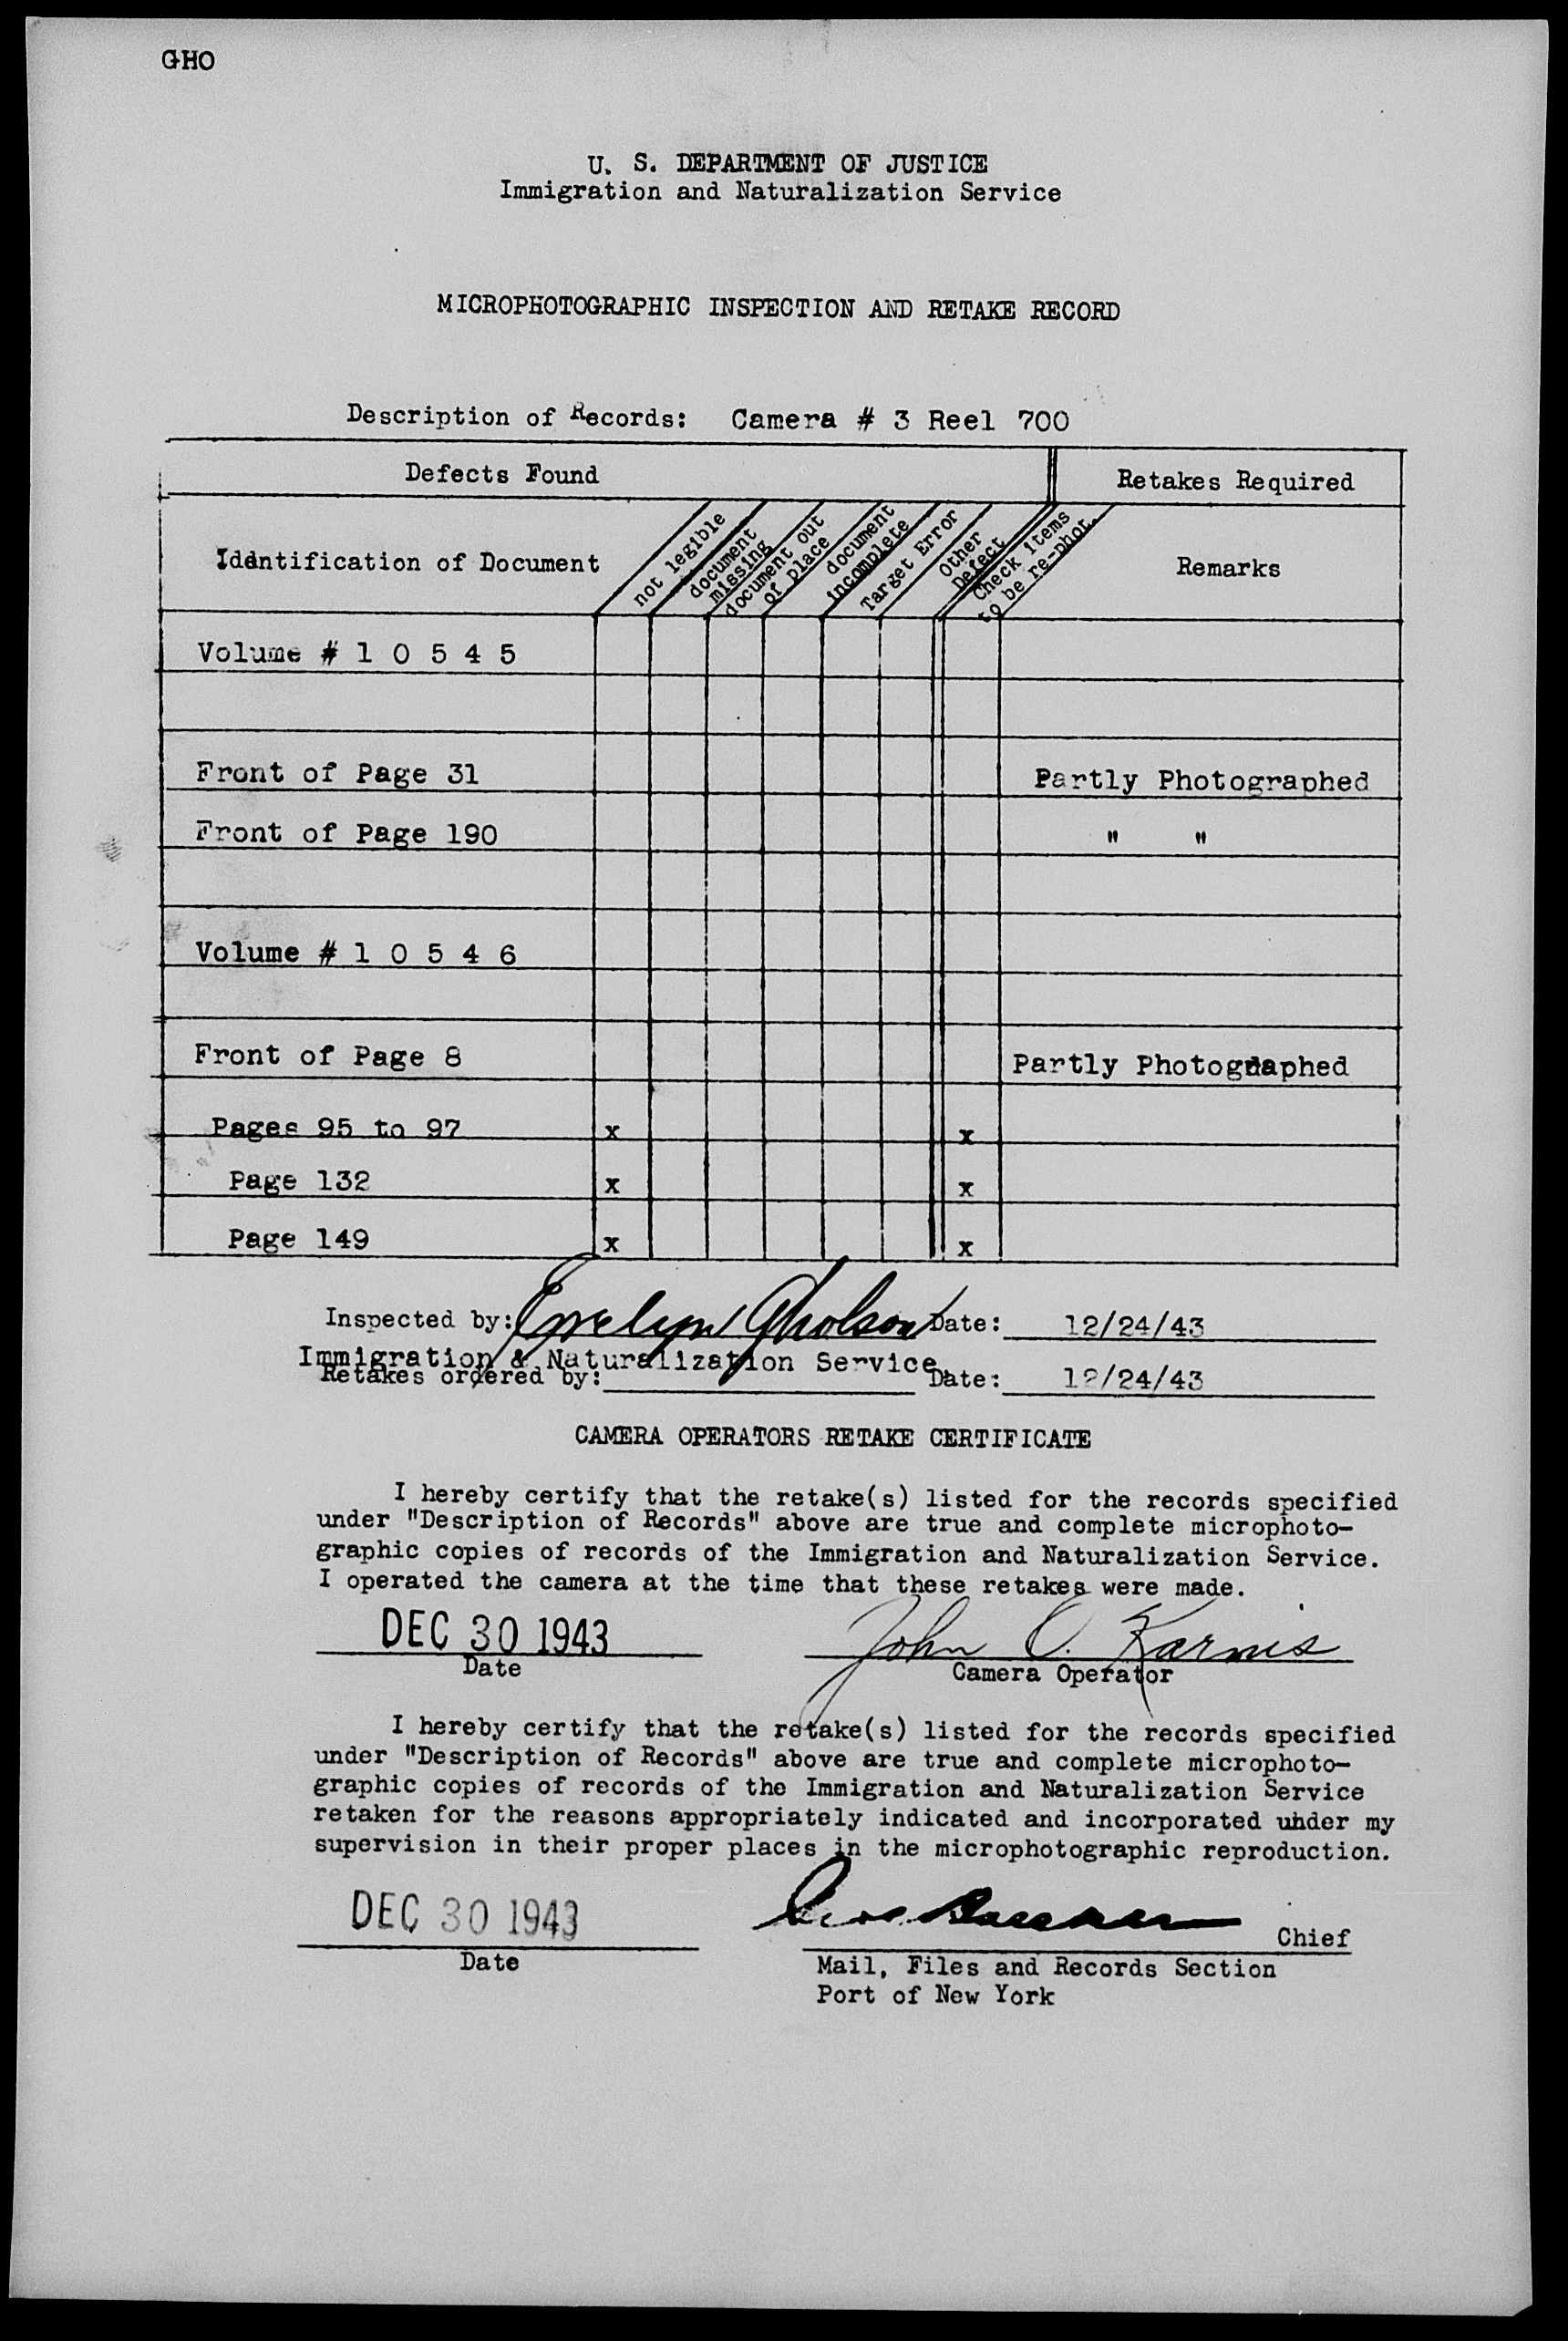 GHO
U. S. DEPARTMENT OF JUSTICE
Immigration and Naturalization Service
MICROPHOTOGRAPHIC INSPECTION AND RETAKE RECORD
Description of Records: Camera # 3 Reel 700
Defects Found Retakes Required
Identification of Document
not legible
document missing
document out of place
document incomplete
Target Error
Other Defect
Check items to be re-phot.
Remarks
Volume # 1 0 5 4 5
Front of Page 31 Partly Photographed
Front of Page 190 " "
Volume # 1 0 5 4 6
Front of Page 8 Partly Photographed
Pages 95 to 97 x x
Page 132 x x
Page 149 x x
Inspected by: Evelyn Gholson Date: 12/24/43
Immigration & Naturalization Service
Retakes ordered by: Date: 12/24/43
CAMERA OPERATORS RETAKE CERTIFICATE
I hereby certify that the retake(s) listed for the records specified
under "Description of Records" above are true and complete microphoto-
graphic copies of records of the Immigration and Naturalization Service.
I operated the camera at the time that these retakes were made.
DEC 30 1943 John O. Karnis
Date Camera Operator
I hereby certify that the retake(s) listed for the records specified
under "Description of Records" above are true and complete microphoto-
graphic copies of records of the Immigration and Naturalization Service
retaken for the reasons appropriately indicated and incorporated under my
supervision in their proper places in the microphotographic reproduction.
DEC 30 1943
Chief
Date Mail, Files and Records Section
Port of New York